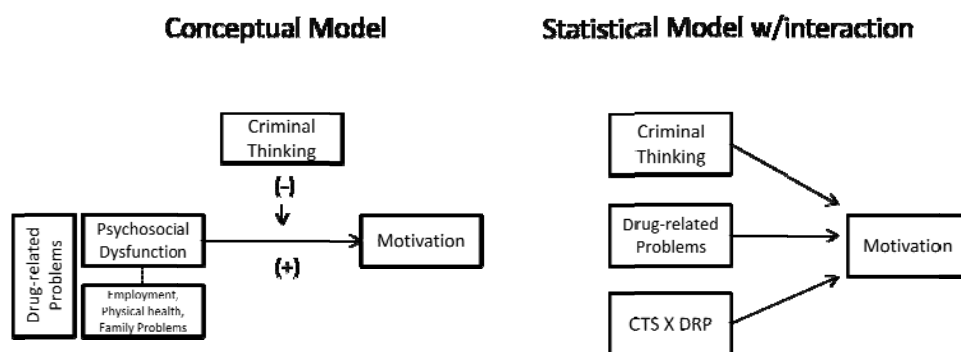 Conceptual Model
Criminal
Thinking
(-)
Drug-related
Problems
Psychosocial
Dysfunction
(+)
Motivation
Employment,
Physical health,
Family Problems
Statistical Model w/interaction
Criminal
Thinking
Drug-related
Problems
CTS X DRP
Motivation